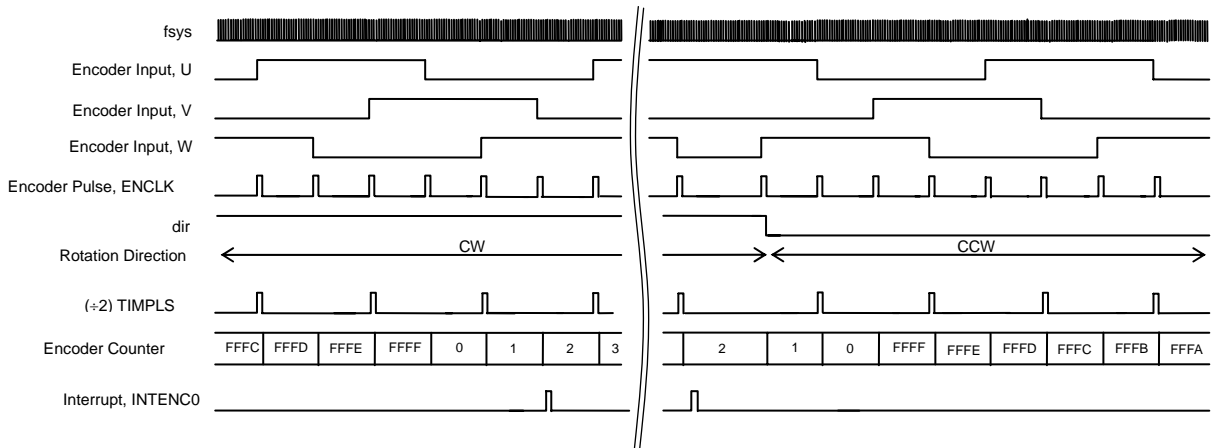 fsys
Encoder Input, U
Encoder Input, V
Encoder Input, W
Encoder Pulse, ENCLK
dir
Rotation Direction CW CCW
(÷2) TIMPLS
Encoder Counter FFFC FFFD FFFE FFFF 0 1 2 3 2 1 0 FFFF FFFE FFFD FFFC FFFB FFFA
Interrupt, INTENC0